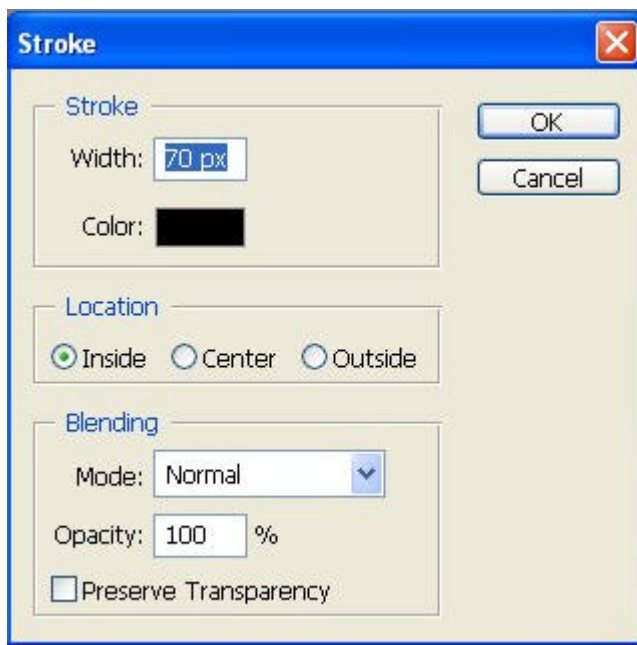 Stroke
Stroke
Width: 70 px
Color:
OK
Cancel
Location
Inside Center Outside
Blending
Mode: Normal
Opacity: 100 %
Preserve Transparency